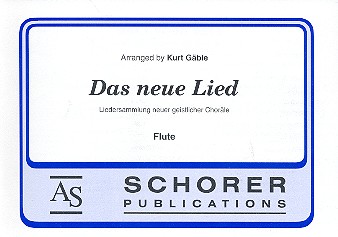 Arranged by Kurt Gäble
Das neue Lied
Liedersammlung neuer geistlicher Choräle
Flute
AS
SCHORER
PUBLICATIONS